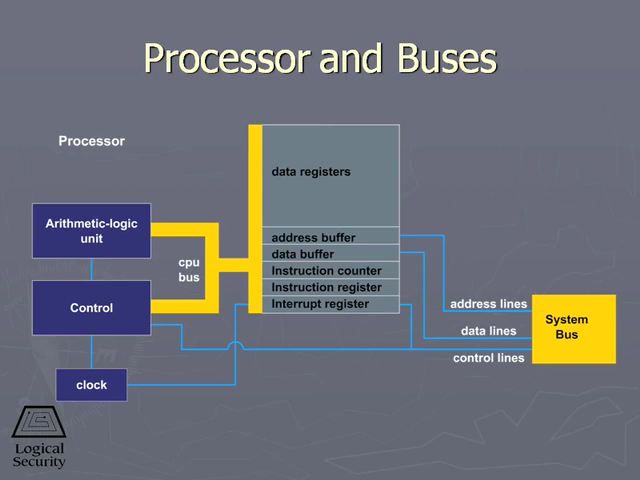 Processor and Buses
Processor
data registers
Arithmetic-logic
unit
address buffer
data buffer
cpu
bus
Instruction counter
Instruction register
Control
Interrupt register
address lines
System
Bus
data lines
control lines
clock
Logical
Security